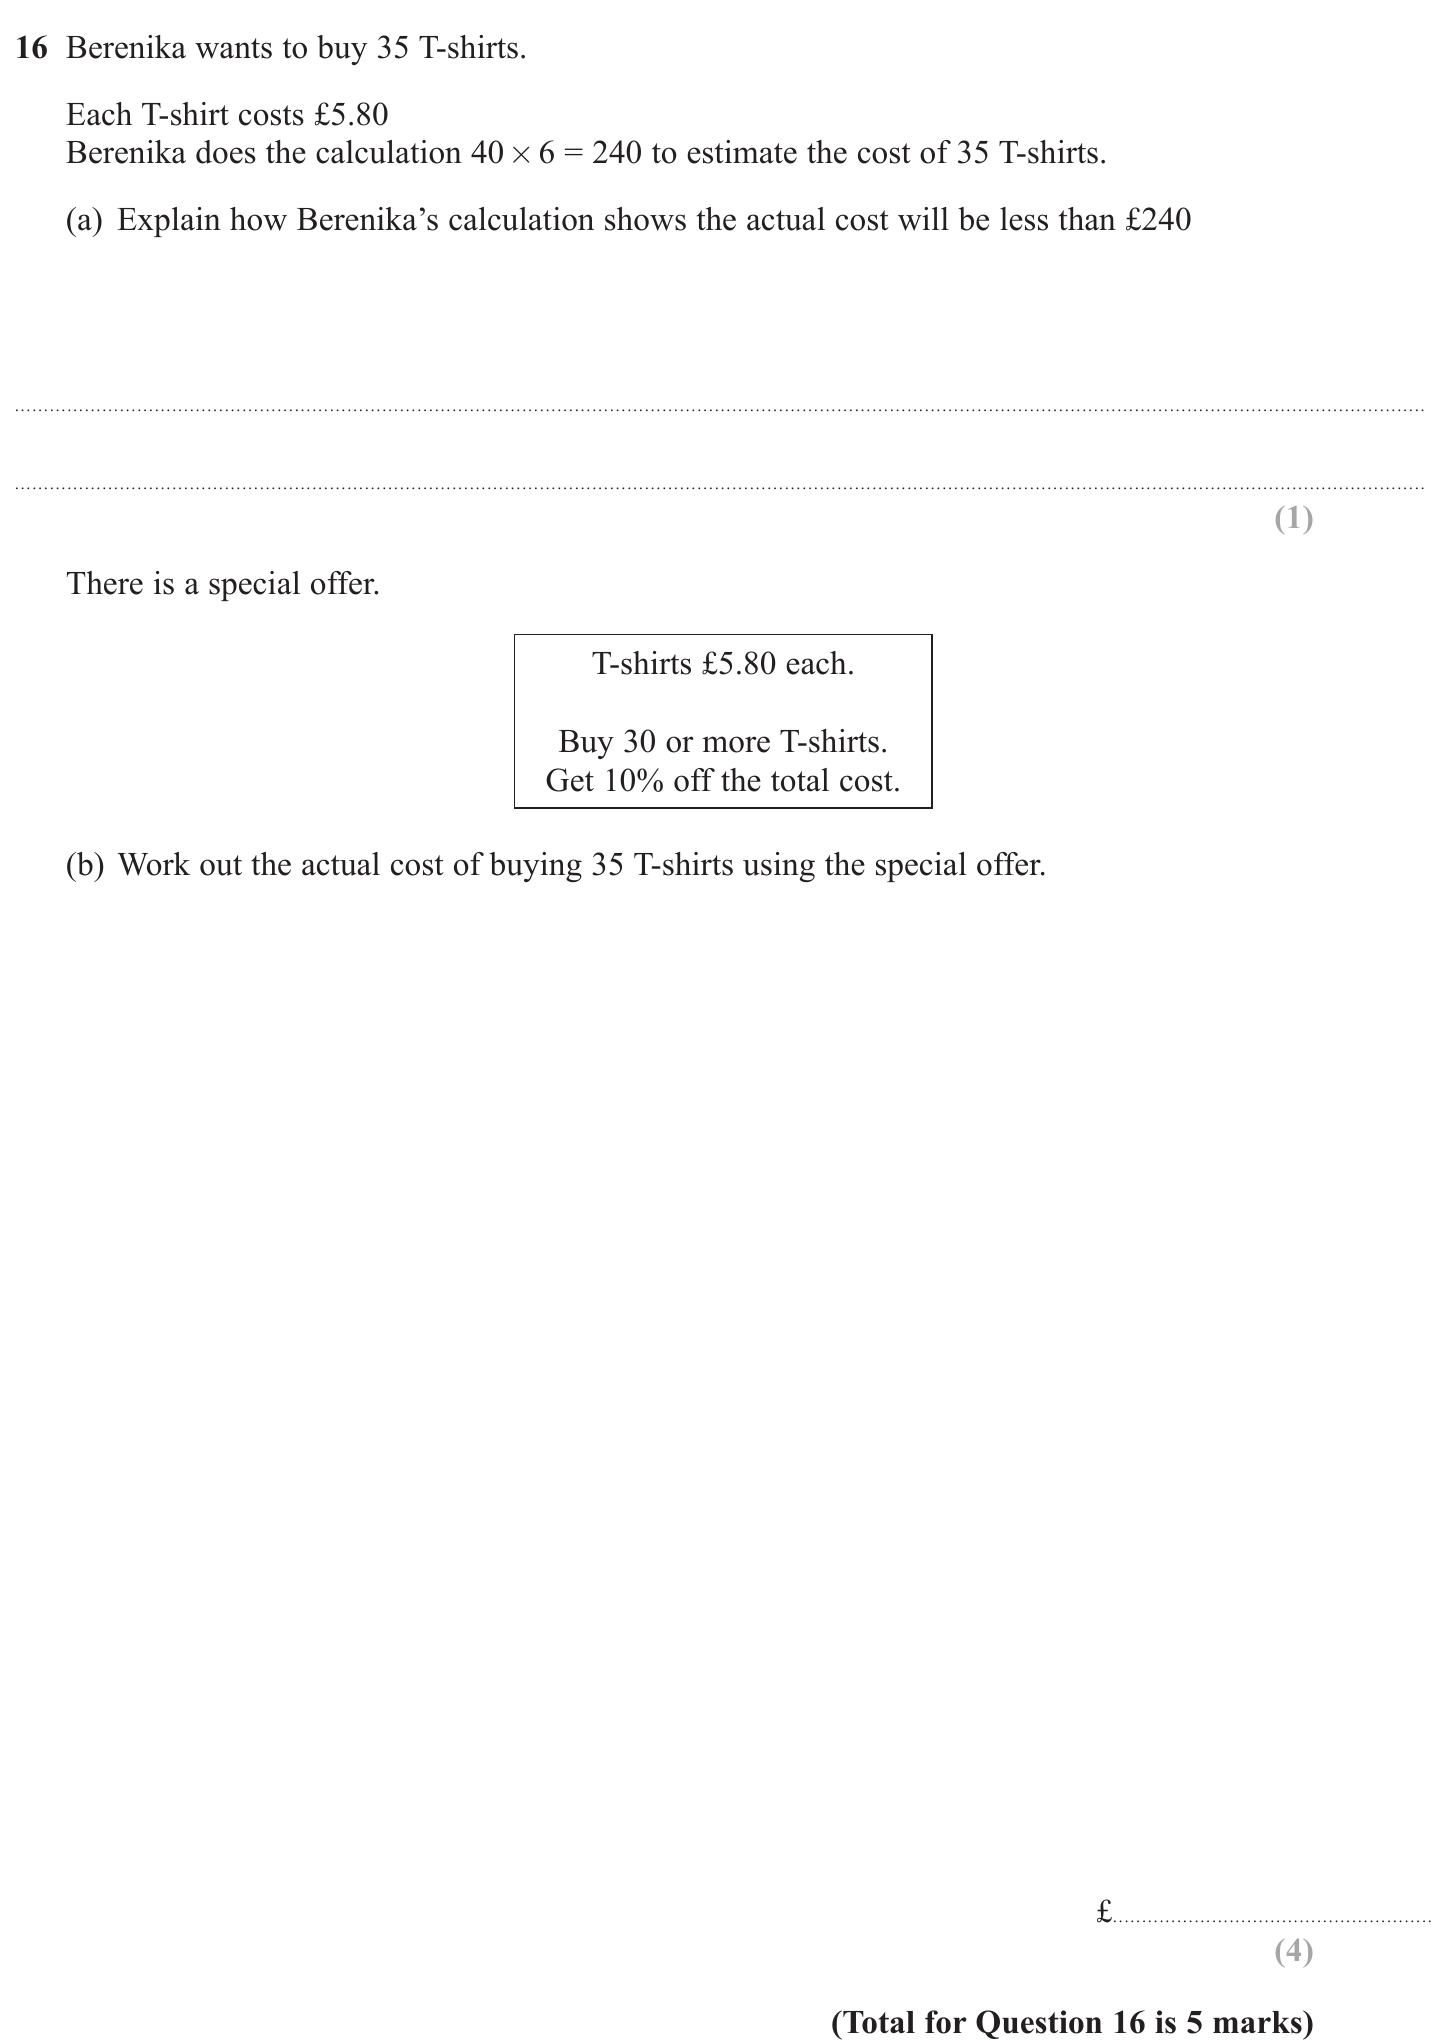 16 Berenika wants to buy 35 T-shirts.
Each T-shirt costs £5.80
Berenika does the calculation 40 × 6 = 240 to estimate the cost of 35 T-shirts.
(a) Explain how Berenika’s calculation shows the actual cost will be less than £240
(1)
There is a special offer.
T-shirts £5.80 each.
Buy 30 or more T-shirts.
Get 10% off the total cost.
(b) Work out the actual cost of buying 35 T-shirts using the special offer.
£
(4)
(Total for Question 16 is 5 marks)